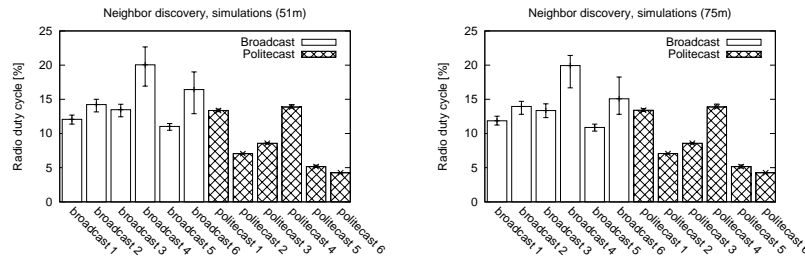 Neighbor discovery, simulations (51m)
25
20
15
10
5
0
Radio duty cycle [%]
Broadcast
Politecast
broadcast 1
broadcast 2
broadcast 3
broadcast 4
broadcast 5
broadcast 6
politecast 1
politecast 2
politecast 3
politecast 4
politecast 5
politecast 6
Neighbor discovery, simulations (75m)
25
20
15
10
5
0
Radio duty cycle [%]
Broadcast
Politecast
broadcast 1
broadcast 2
broadcast 3
broadcast 4
broadcast 5
broadcast 6
politecast 1
politecast 2
politecast 3
politecast 4
politecast 5
politecast 6